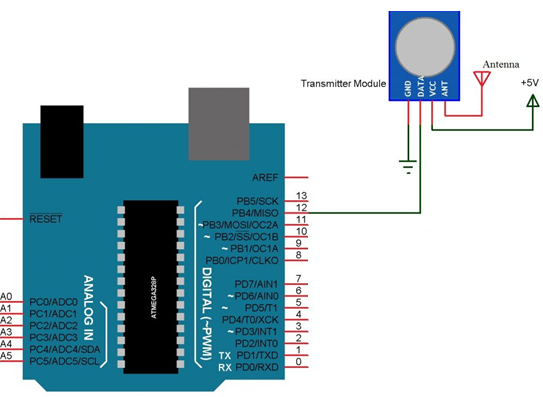 Transmitter Module
GND
DATA
VCC
ANT
Antenna
+5V
AREF
RESET
PB5/SCK 13
PB4/MISO 12
~PB3/MOSI/OC2A 11
~ PB2/SS/OC1B 10
~ PB1/OC1A 9
PB0/ICP1/CLKO 8
PD7/AIN1 7
~PD6/AIN0 6
~ PD5/T1 5
PD4/T0/XCK 4
~ PD3/INT1 3
PD2/INT0 2
TX PD1/TXD 1
RX PD0/RXD 0
A0 PC0/ADC0
A1 PC1/ADC1
A2 PC2/ADC2
A3 PC3/ADC3
A4 PC4/ADC4/SDA
A5 PC5/ADC5/SCL
ANALOG IN
ATMEGA328P
DIGITAL (~PWM)